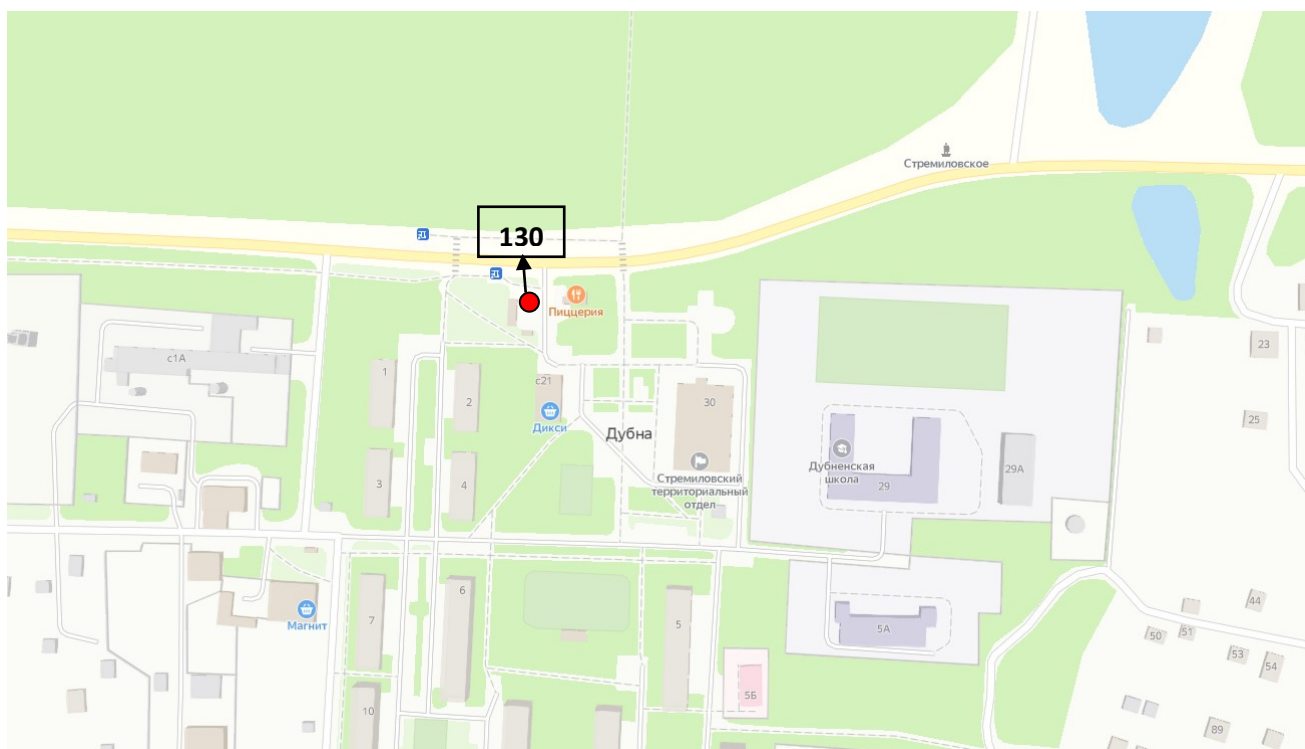 Стремиловское
130
Пиццерия
23
с1А
1
с21
2
30
Дикси
25
Дубна
Дубненская
школа
29А
Стремиловский
территориальный
отдел
3
4
29
6
44
Магнит
7
5
5А
50
51
53
54
5Б
10
89